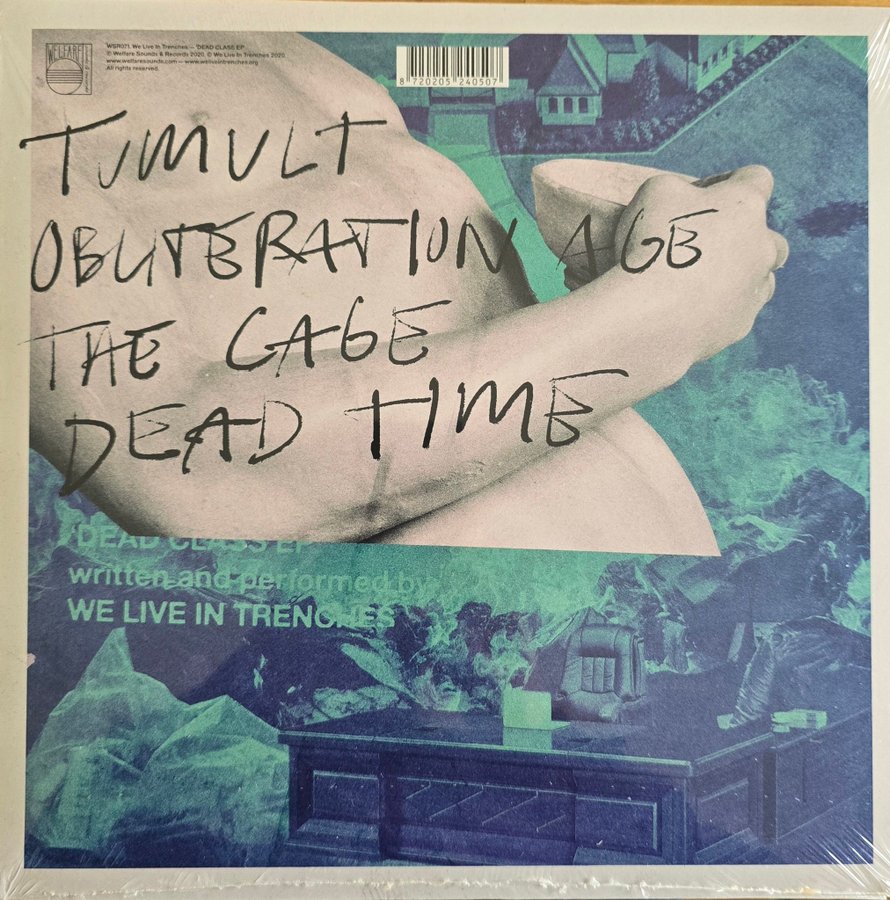 WELFARE
WSR071. We Live In Trenches – 'DEAD CLASS EP'
℗ Welfare Sounds & Records 2020, © We Live In Trenches 2020
www.welfaresounds.com – www.weliveintrenches.org
All rights reserved.
8 720205 240507
TUMULT
OBLITERATION AGE
THE CAGE
DEAD TIME
'DEAD CLASS EP'
written and performed by
WE LIVE IN TRENCHES